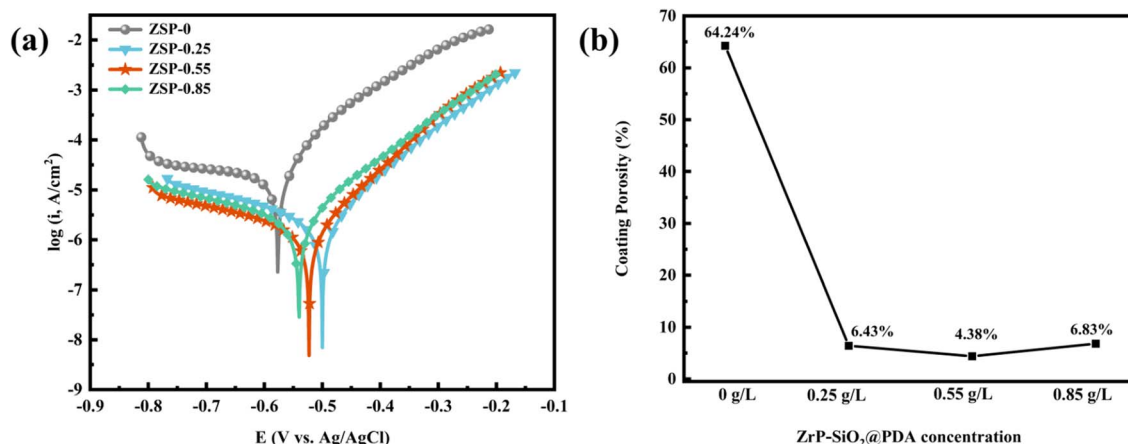 (a)
ZSP-0
ZSP-0.25
ZSP-0.55
ZSP-0.85
log (i, A/cm²)
-2
-3
-4
-5
-6
-7
-8
-9
-0.9 -0.8 -0.7 -0.6 -0.5 -0.4 -0.3 -0.2 -0.1
E (V vs. Ag/AgCl)
(b)
Coating Porosity (%)
70
60
50
40
30
20
10
0
64.24%
6.43%
4.38%
6.83%
0 g/L 0.25 g/L 0.55 g/L 0.85 g/L
ZrP-SiO₂@PDA concentration